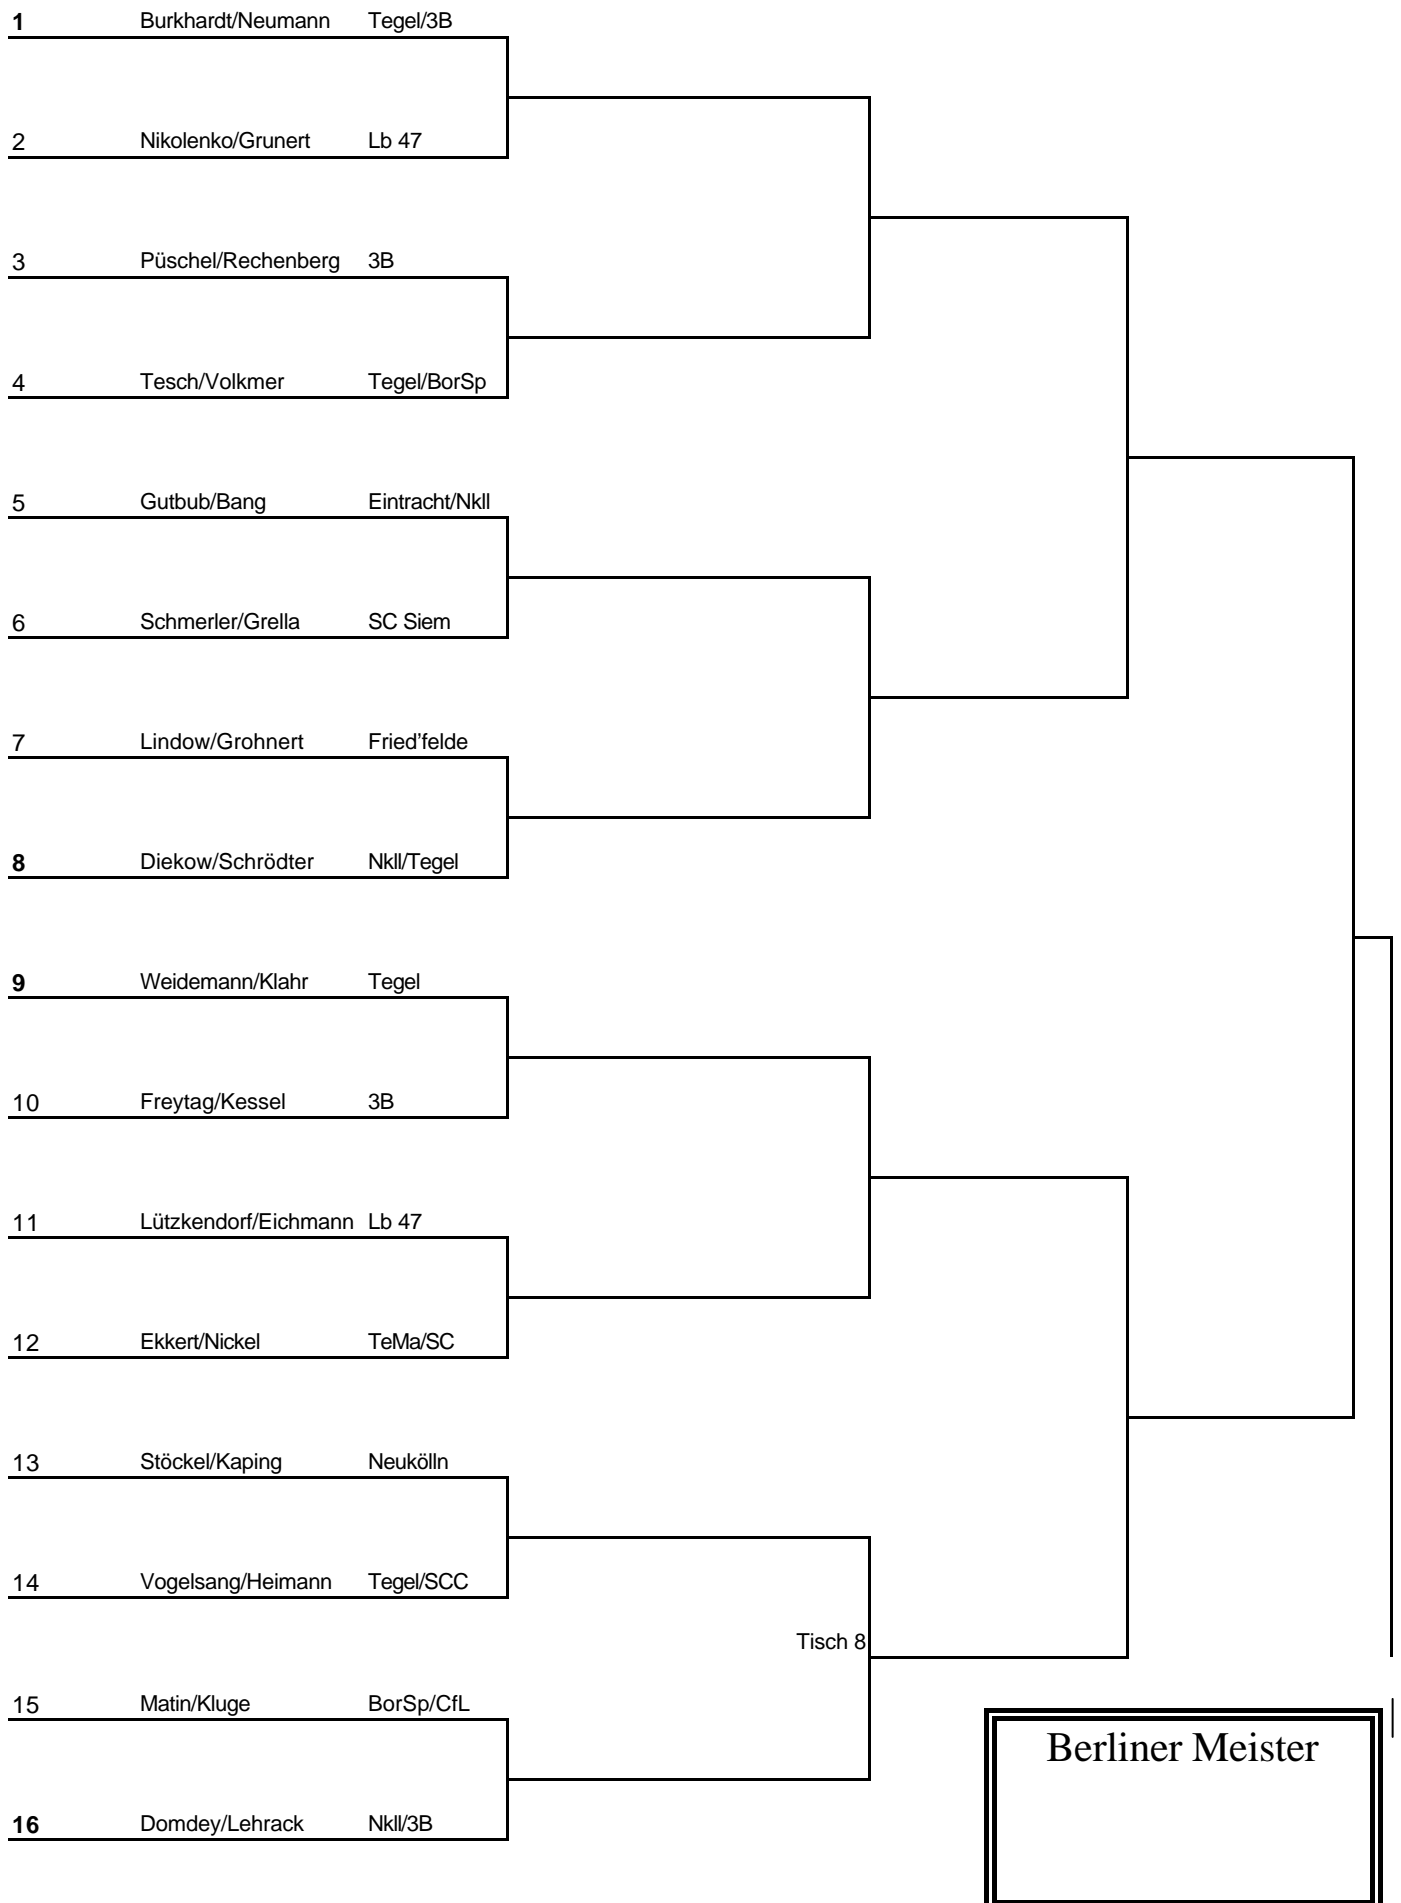 1 Burkhardt/Neumann Tegel/3B
2 Nikolenko/Grunert Lb 47
3 Püschel/Rechenberg 3B
4 Tesch/Volkmer Tegel/BorSp
5 Gutbub/Bang Eintracht/Nkll
6 Schmerler/Grella SC Siem
7 Lindow/Grohnert Fried'felde
8 Diekow/Schrödter Nkll/Tegel
9 Weidemann/Klahr Tegel
10 Freytag/Kessel 3B
11 Lützkendorf/Eichmann Lb 47
12 Ekkert/Nickel TeMa/SC
13 Stöckel/Kaping Neukölln
14 Vogelsang/Heimann Tegel/SCC
Tisch 8
15 Matin/Kluge BorSp/CfL
Berliner Meister
16 Domdey/Lehrack Nkll/3B